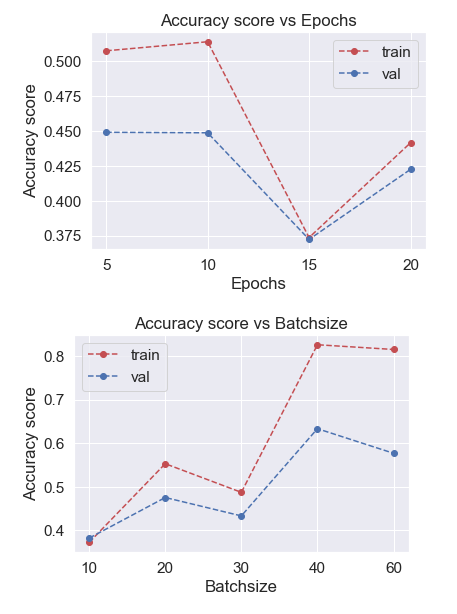 Accuracy score vs Epochs
train
val
0.500
0.475
0.450
0.425
0.400
0.375
Accuracy score
5 10 15 20
Epochs
Accuracy score vs Batchsize
train
val
0.8
0.7
0.6
0.5
0.4
Accuracy score
10 20 30 40 60
Batchsize